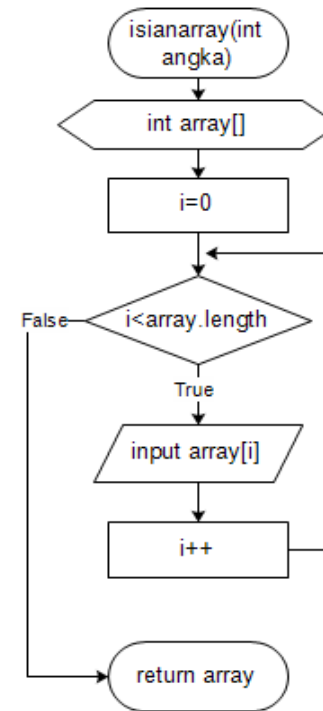 isianarray(int
angka)
int array[]
i=0
i<array.length
False
True
input array[i]
i++
return array